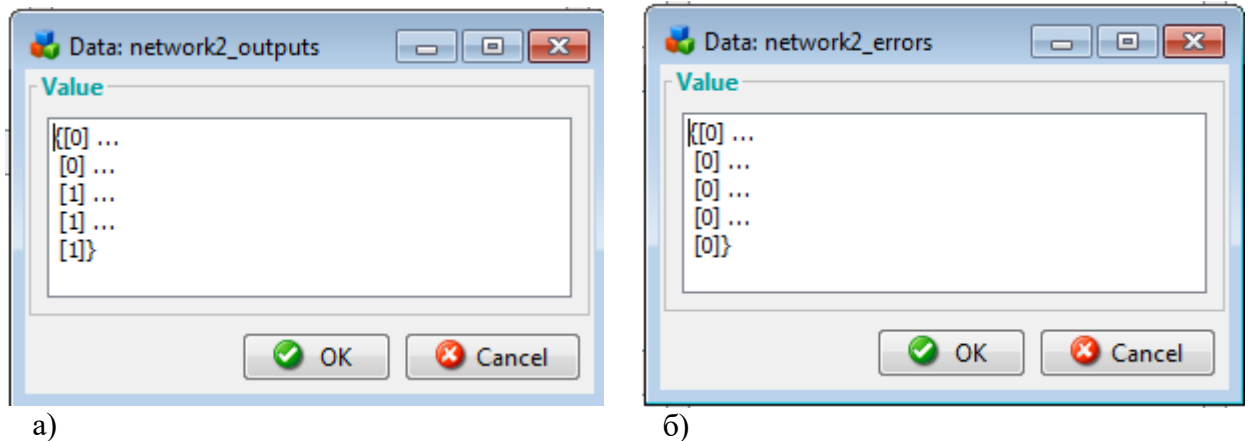 Data: network2_outputs
Value
{[0] ...
[0] ...
[1] ...
[1] ...
[1]}
OK
Cancel
а)
Data: network2_errors
Value
{[0] ...
[0] ...
[0] ...
[0] ...
[0]}
OK
Cancel
б)